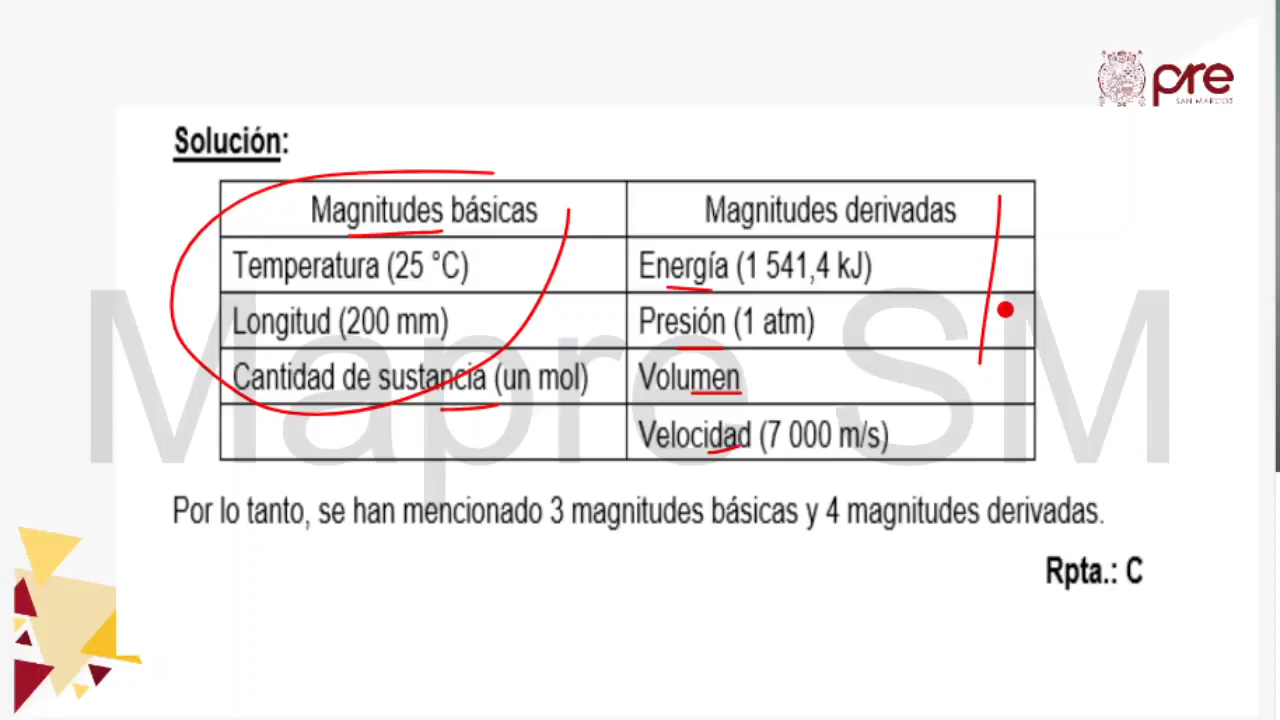 pre
SAN MARCOS
Solución:
Magnitudes básicas Magnitudes derivadas
Temperatura (25 °C) Energía (1 541,4 kJ)
Longitud (200 mm) Presión (1 atm)
Cantidad de sustancia (un mol) Volumen
Velocidad (7 000 m/s)
Mapre SM
Por lo tanto, se han mencionado 3 magnitudes básicas y 4 magnitudes derivadas.
Rpta.: C